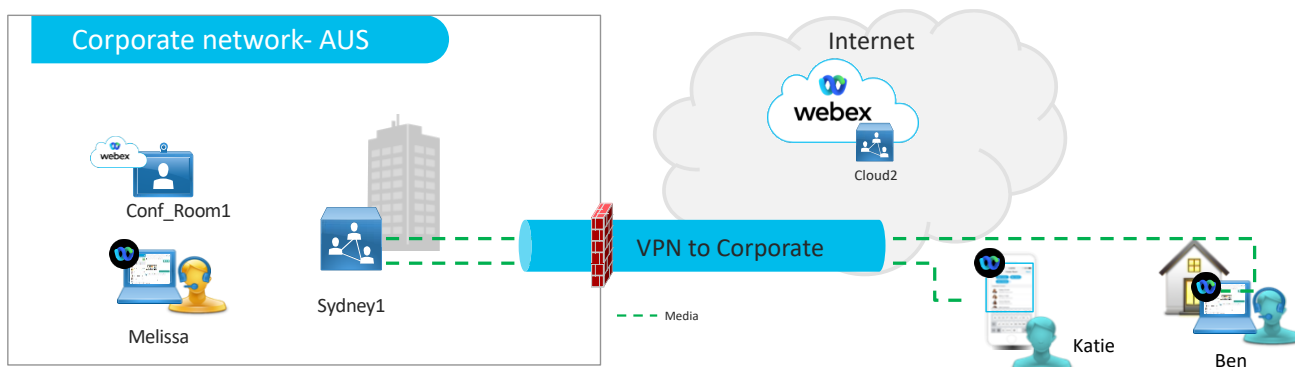 Corporate network- AUS
Internet
webex
Cloud2
webex
Conf_Room1
Sydney1
Melissa
VPN to Corporate
Media
Katie
Ben